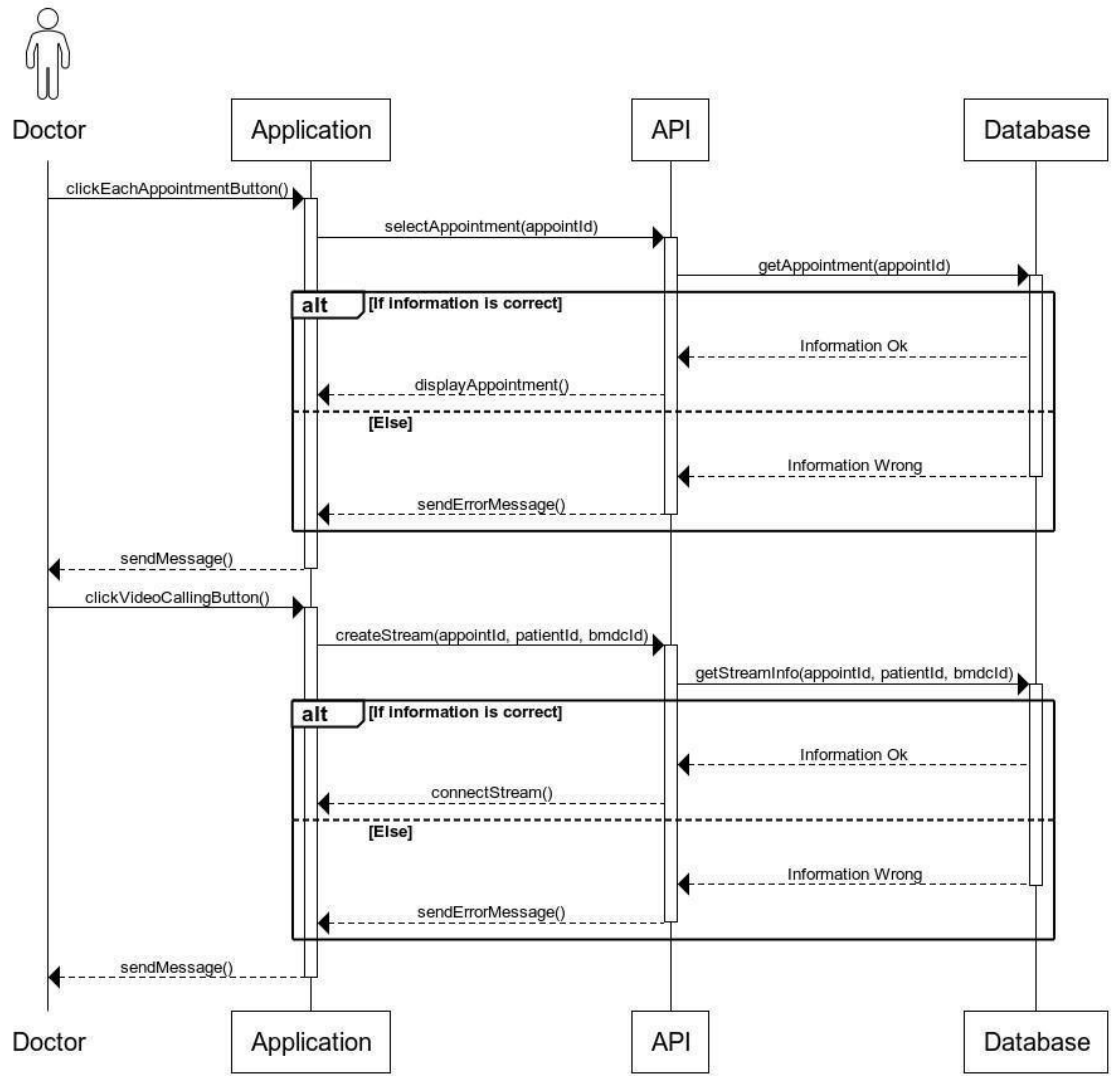 Doctor
Application
API
Database
clickEachAppointmentButton()
selectAppointment(appointId)
getAppointment(appointId)
alt
[If information is correct]
Information Ok
displayAppointment()
[Else]
Information Wrong
sendErrorMessage()
sendMessage()
clickVideoCallingButton()
createStream(appointId, patientId, bmdcId)
getStreamInfo(appointId, patientId, bmdcId)
alt
[If information is correct]
Information Ok
connectStream()
[Else]
Information Wrong
sendErrorMessage()
sendMessage()
Doctor
Application
API
Database